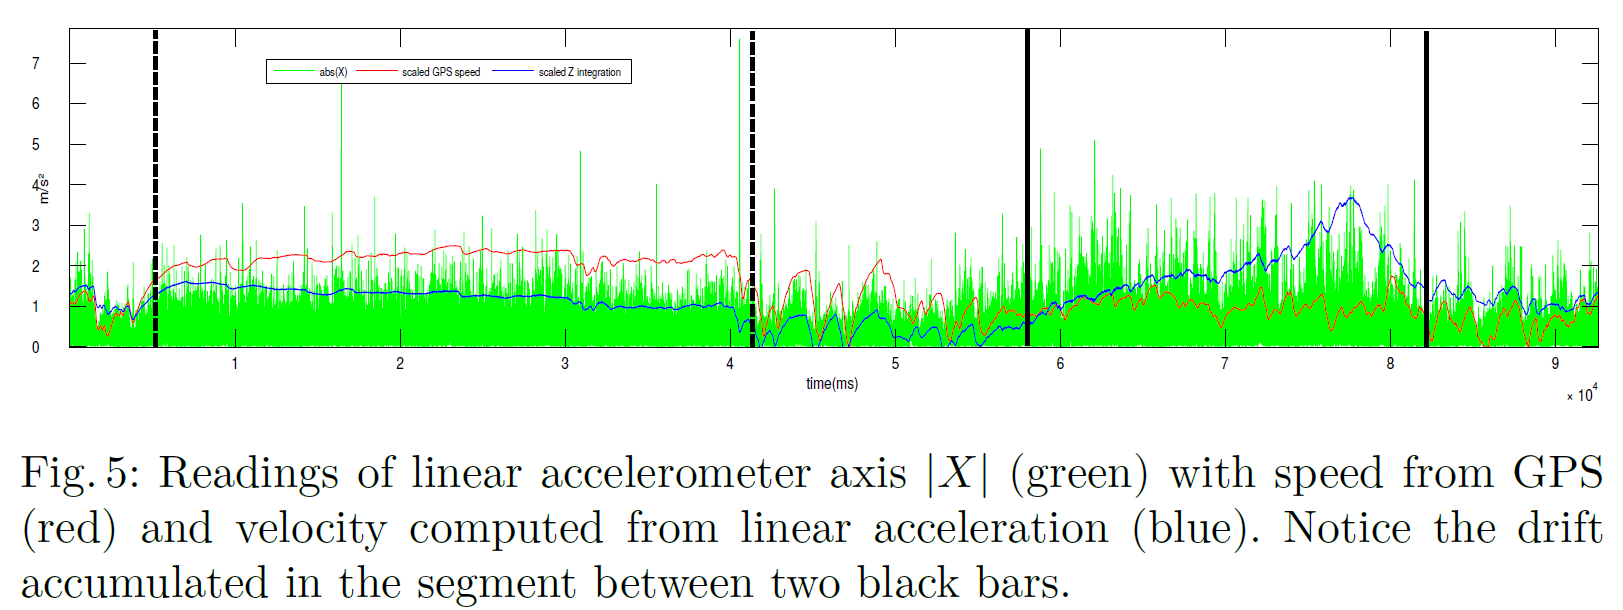 abs(X) scaled GPS speed scaled Z integration
7
6
5
4
3
2
1
0
m/s²
1 2 3 4 5 6 7 8 9
time(ms)
× 10⁴
Fig. 5: Readings of linear accelerometer axis |X| (green) with speed from GPS
(red) and velocity computed from linear acceleration (blue). Notice the drift
accumulated in the segment between two black bars.